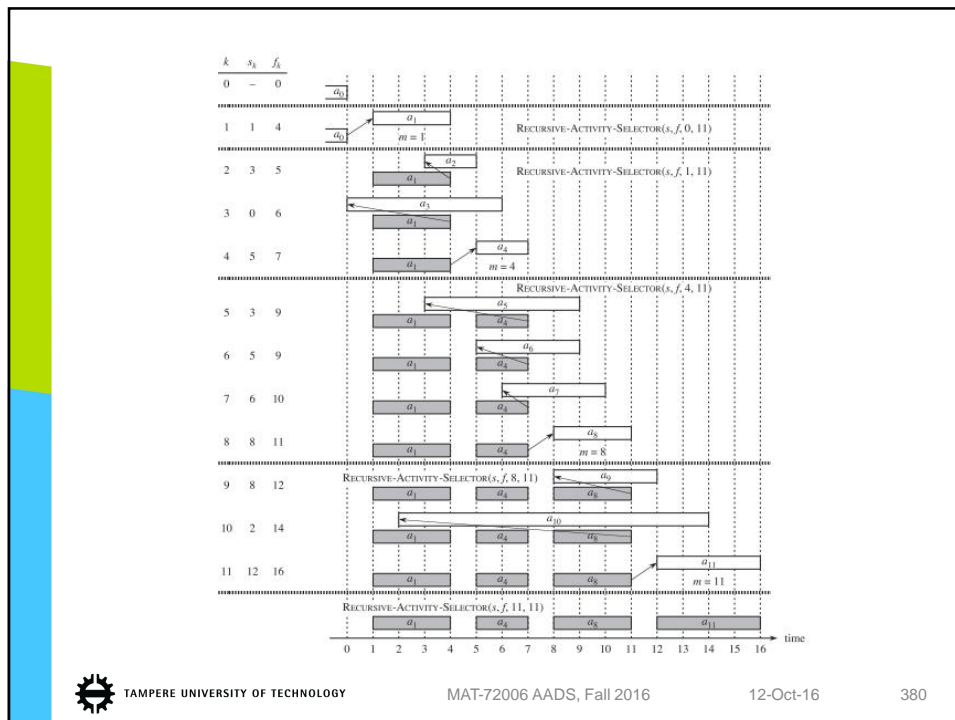 k s_k f_k
0 – 0
a_0
1 1 4
a_1
a_0
m = 1
RECURSIVE-ACTIVITY-SELECTOR(s, f, 0, 11)
2 3 5
a_2
a_1
RECURSIVE-ACTIVITY-SELECTOR(s, f, 1, 11)
3 0 6
a_3
a_1
4 5 7
a_4
a_1
m = 4
RECURSIVE-ACTIVITY-SELECTOR(s, f, 4, 11)
5 3 9
a_5
a_1 a_4
6 5 9
a_6
a_1 a_4
7 6 10
a_7
a_1 a_4
8 8 11
a_8
a_1 a_4
m = 8
RECURSIVE-ACTIVITY-SELECTOR(s, f, 8, 11)
9 8 12
a_9
a_1 a_4 a_8
10 2 14
a_10
a_1 a_4 a_8
11 12 16
a_11
a_1 a_4 a_8
m = 11
RECURSIVE-ACTIVITY-SELECTOR(s, f, 11, 11)
a_1 a_4 a_8 a_11
time
0 1 2 3 4 5 6 7 8 9 10 11 12 13 14 15 16
TAMPERE UNIVERSITY OF TECHNOLOGY MAT-72006 AADS, Fall 2016 12-Oct-16 380